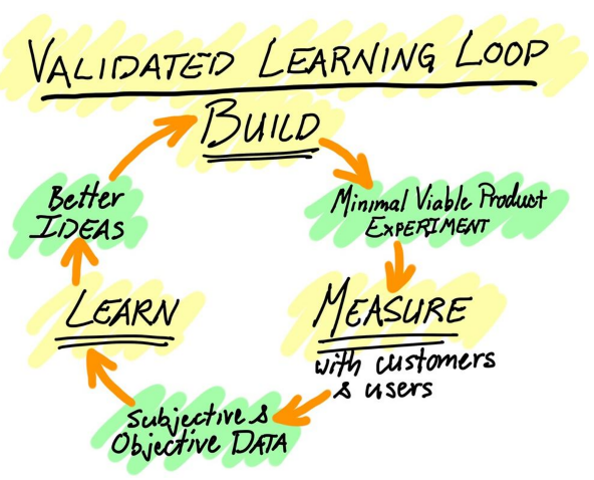 VALIDATED LEARNING LOOP
BUILD
Minimal Viable Product
EXPERIMENT
MEASURE
with customers
& users
Subjective &
Objective DATA
LEARN
Better
IDEAS